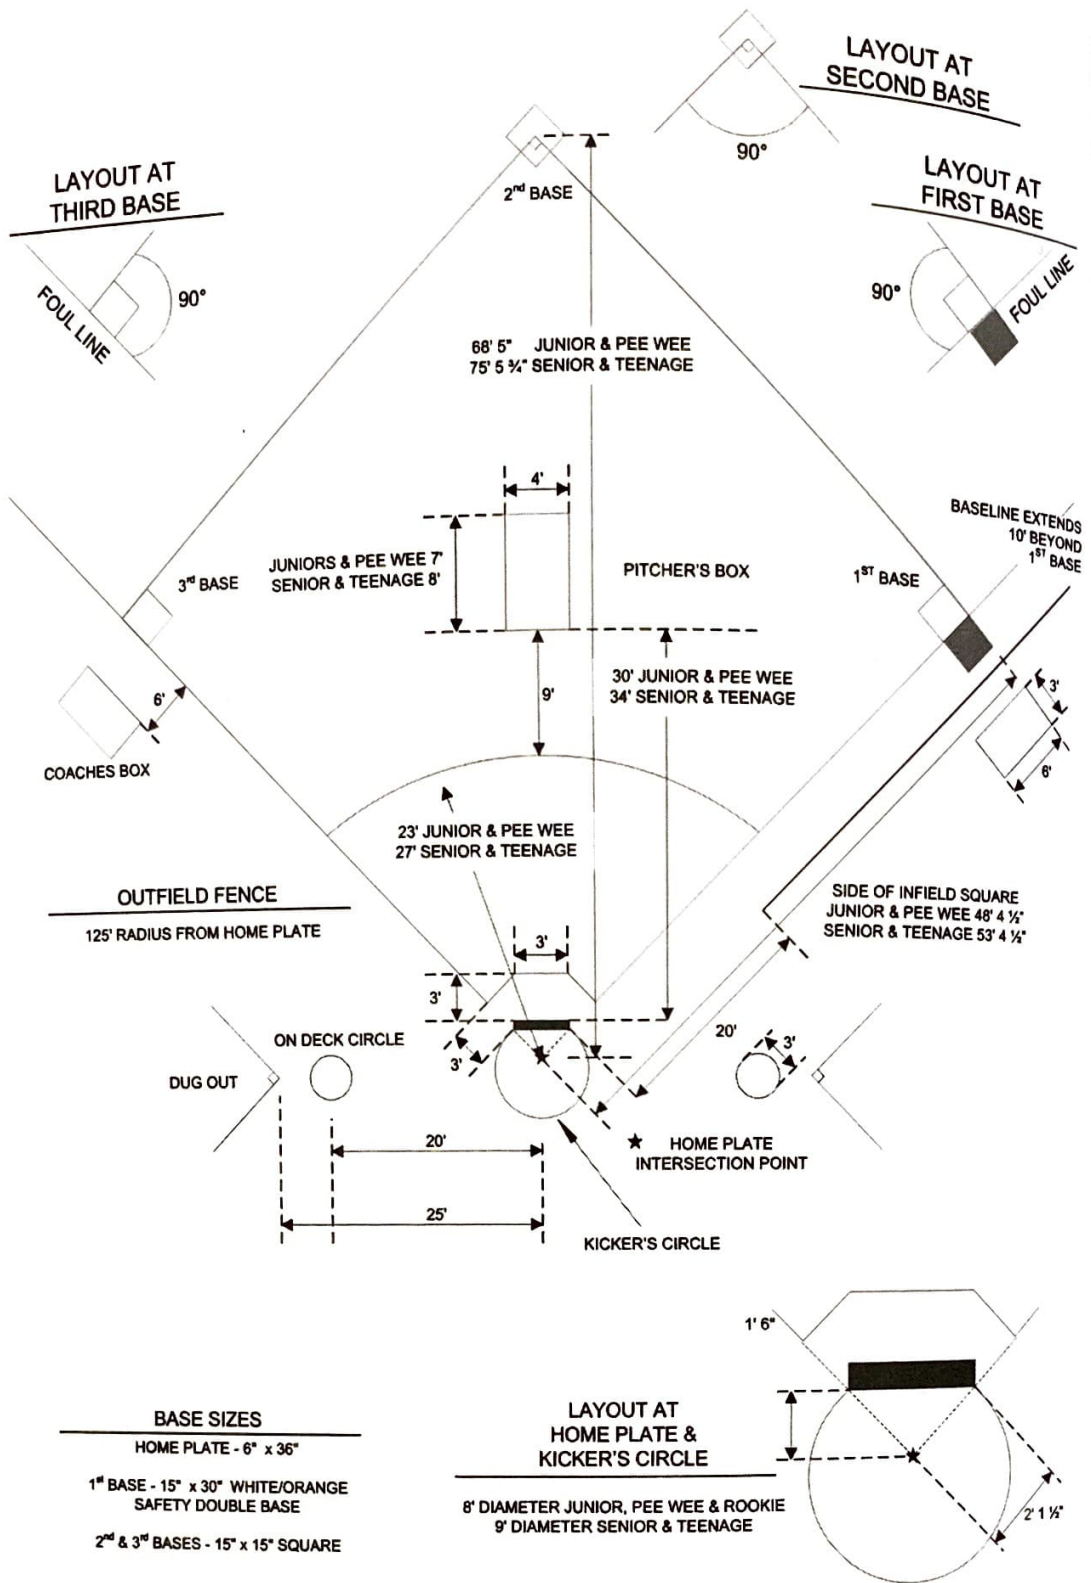 LAYOUT AT
SECOND BASE
90°
LAYOUT AT
THIRD BASE
90°
FOUL LINE
LAYOUT AT
FIRST BASE
90°
FOUL LINE
2nd BASE
68' 5" JUNIOR & PEE WEE
75' 5 ¾" SENIOR & TEENAGE
4'
JUNIORS & PEE WEE 7'
SENIOR & TEENAGE 8'
PITCHER'S BOX
3rd BASE
1ST BASE
BASELINE EXTENDS
10' BEYOND
1ST BASE
6'
COACHES BOX
9'
30' JUNIOR & PEE WEE
34' SENIOR & TEENAGE
3'
6'
23' JUNIOR & PEE WEE
27' SENIOR & TEENAGE
OUTFIELD FENCE
125' RADIUS FROM HOME PLATE
SIDE OF INFIELD SQUARE
JUNIOR & PEE WEE 48' 4 ½"
SENIOR & TEENAGE 53' 4 ½"
3'
3'
3'
20'
3'
ON DECK CIRCLE
DUG OUT
20'
25'
★ HOME PLATE
INTERSECTION POINT
KICKER'S CIRCLE
1' 6"
2' 1 ½"
BASE SIZES
HOME PLATE - 6" x 36"
1st BASE - 15" x 30" WHITE/ORANGE
SAFETY DOUBLE BASE
2nd & 3rd BASES - 15" x 15" SQUARE
LAYOUT AT
HOME PLATE &
KICKER'S CIRCLE
8' DIAMETER JUNIOR, PEE WEE & ROOKIE
9' DIAMETER SENIOR & TEENAGE